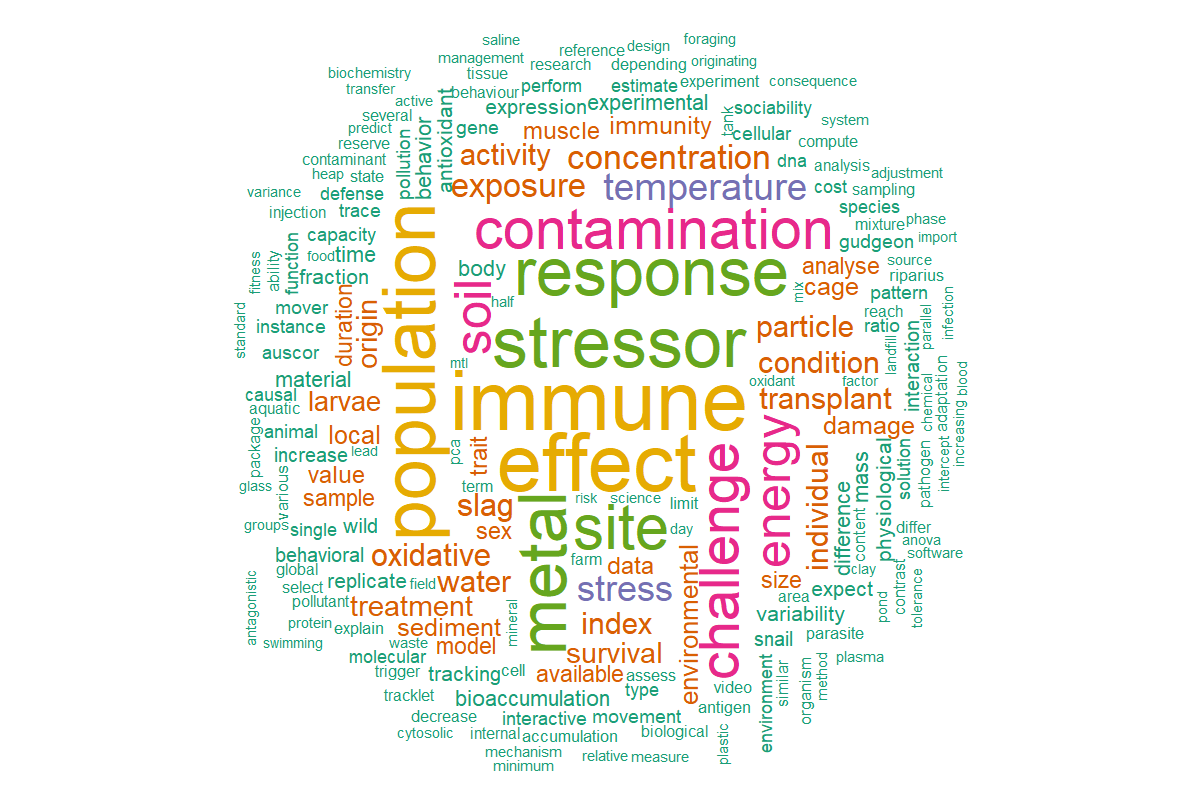 saline
foraging
reference
design
management
research
depending
originating
biochemistry
tissue
transfer
behaviour
perform
estimate
experiment
consequence
active
several
antioxidant
expression
experimental
tank
sociability
predict
pollution
behavior
gene
muscle
immunity
cellular
system
reserve
compute
contaminant
activity
concentration
dna
analysis
heap
state
adjustment
variance
defense
exposure
temperature
cost
sampling
injection
trace
species
population
contamination
mixture
phase
capacity
gudgeon
import
fitness
ability
function
food
time
body
response
analyse
source
fraction
soil
mix
cage
riparius
half
pattern
mover
duration
origin
reach
parallel
infection
standard
instance
stressor
particle
ratio
auscor
mtl
condition
landfill
interaction
material
oxidant
factor
causal
larvae
immune
transplant
chemical
adaptation
blood
aquatic
package
animal
local
damage
increase
lead
pca
trait
effect
challenge
energy
individual
intercept
increasing
glass
various
value
term
physiological
solution
pathogen
sample
slag
risk
science
limit
mass
groups
single
wild
sex
metal
site
day
difference
content
differ
behavioral
oxidative
farm
data
anova
software
global
field
water
stress
environmental
size
clay
select
replicate
area
expect
pond
contrast
tolerance
pollutant
treatment
antagonistic
protein
explain
sediment
mineral
index
variability
swimming
waste
model
snail
parasite
molecular
survival
plasma
trigger
tracking
cell
available
assess
environment
similar
organism
method
tracklet
bioaccumulation
type
video
decrease
interactive
movement
antigen
cytosolic
internal
accumulation
biological
plastic
mechanism
relative
measure
minimum